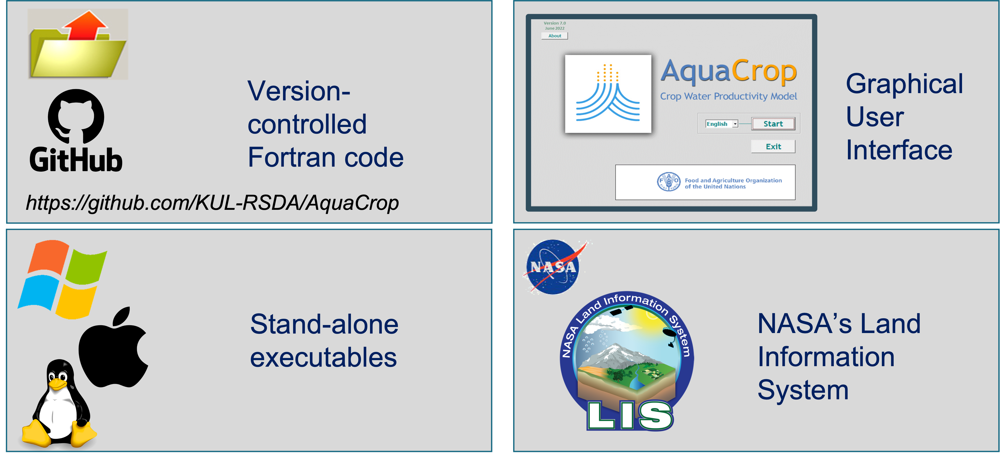 GitHub
Version-
controlled
Fortran code
https://github.com/KUL-RSDA/AquaCrop
Version 7.0
June 2022
About
AquaCrop
Crop Water Productivity Model
English
Start
Exit
F A O
FIAT PANIS
Food and Agriculture Organization
of the United Nations
Graphical
User
Interface
Stand-alone
executables
NASA
NASA Land Information System
LIS
NASA’s Land
Information
System